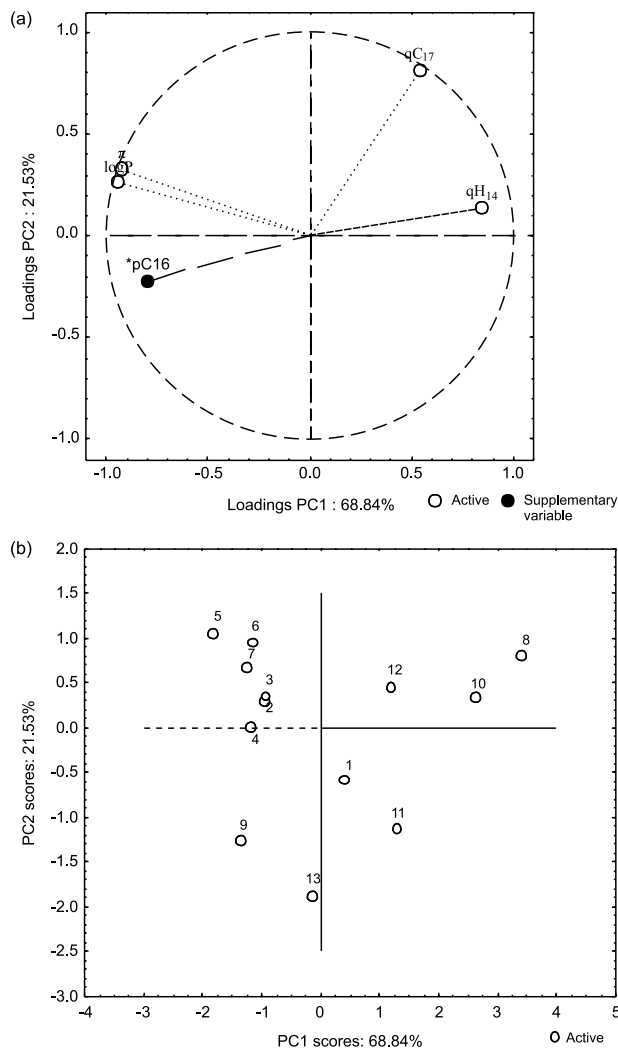 (a)
1.0
0.5
0.0
-0.5
-1.0
Loadings PC2 : 21.53%
qC17
π
logP
qH14
*pC16
-1.0 -0.5 0.0 0.5 1.0
Loadings PC1 : 68.84%
Active
Supplementary
variable
(b)
2.0
1.5
1.0
0.5
0.0
-0.5
-1.0
-1.5
-2.0
-2.5
-3.0
PC2 scores: 21.53%
5
6
7
3
2
4
8
12
10
1
11
9
13
-4 -3 -2 -1 0 1 2 3 4 5
PC1 scores: 68.84%
Active